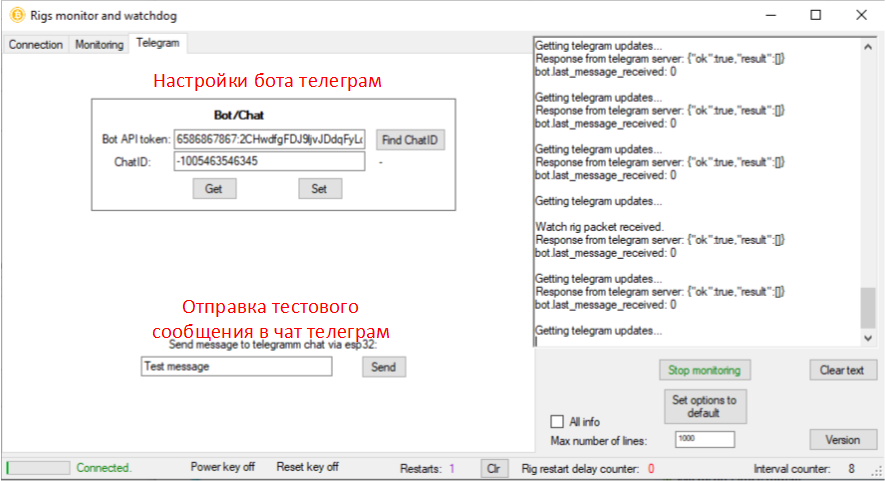 Rigs monitor and watchdog
Connection Monitoring Telegram
Настройки бота телеграм
Bot/Chat
Bot API token: 6586867867:2CHwdfgFDJ9ljvJDdqFyLc Find ChatID
ChatID: -1005463546345 -
Get Set
Отправка тестового
сообщения в чат телеграм
Send message to telegramm chat via esp32:
Test message Send
Getting telegram updates...
Response from telegram server: {"ok":true,"result":[]}
bot.last_message_received: 0
Getting telegram updates...
Response from telegram server: {"ok":true,"result":[]}
bot.last_message_received: 0
Getting telegram updates...
Response from telegram server: {"ok":true,"result":[]}
bot.last_message_received: 0
Getting telegram updates...
Watch rig packet received.
Response from telegram server: {"ok":true,"result":[]}
Getting telegram updates...
Response from telegram server: {"ok":true,"result":[]}
bot.last_message_received: 0
Getting telegram updates...
Stop monitoring Clear text
Set options to
default
All info
Max number of lines: 1000 Version
Connected. Power key off Reset key off Restarts: 1 Clr Rig restart delay counter: 0 Interval counter: 8